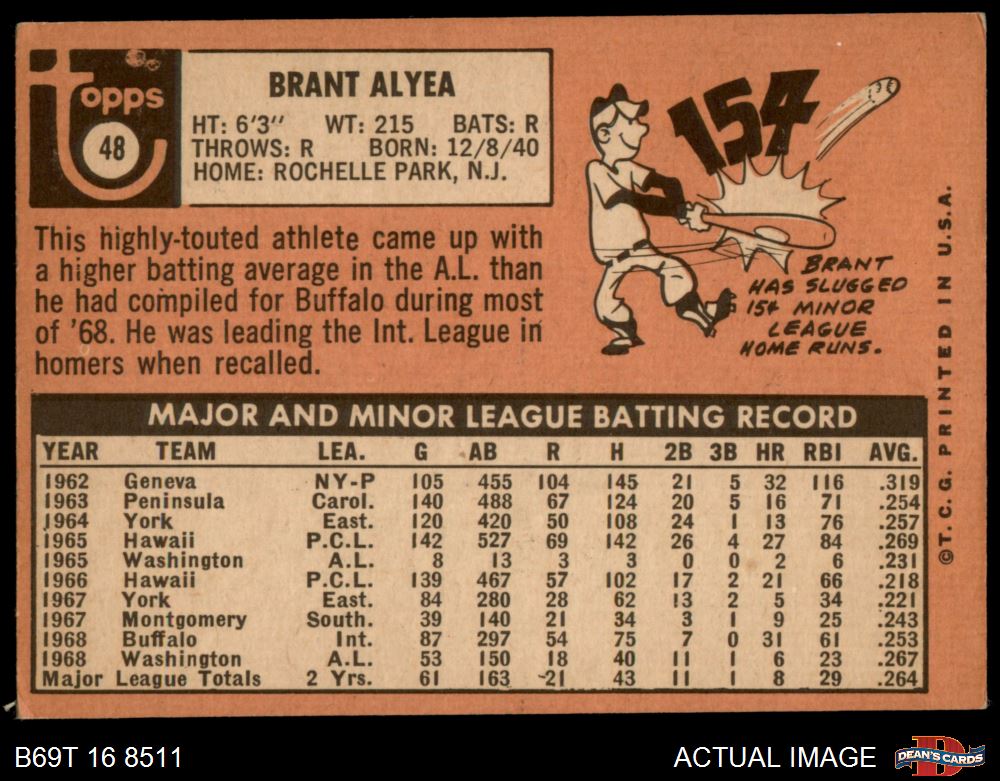 topps
48
BRANT ALYEA
HT: 6'3" WT: 215 BATS: R
THROWS: R BORN: 12/8/40
HOME: ROCHELLE PARK, N.J.
This highly-touted athlete came up with
a higher batting average in the A.L. than
he had compiled for Buffalo during most
of '68. He was leading the Int. League in
homers when recalled.
154
BRANT
HAS SLUGGED
154 MINOR
LEAGUE
HOME RUNS.
©T. C. G. PRINTED IN U.S.A.
MAJOR AND MINOR LEAGUE BATTING RECORD
YEAR TEAM LEA. G AB R H 2B 3B HR RBI AVG.
1962 Geneva NY-P 105 455 104 145 21 5 32 116 .319
1963 Peninsula Carol. 140 488 67 124 20 5 16 71 .254
1964 York East. 120 420 50 108 24 1 13 76 .257
1965 Hawaii P.C.L. 142 527 69 142 26 4 27 84 .269
1965 Washington A.L. 8 13 3 3 0 0 2 6 .231
1966 Hawaii P.C.L. 139 467 57 102 17 2 21 66 .218
1967 York East. 84 280 28 62 13 2 5 34 .221
1967 Montgomery South. 39 140 21 34 3 1 9 25 .243
1968 Buffalo Int. 87 297 54 75 7 0 31 61 .253
1968 Washington A.L. 53 150 18 40 11 1 6 23 .267
Major League Totals 2 Yrs. 61 163 21 43 11 1 8 29 .264
B69T 16 8511
ACTUAL IMAGE
D
DEAN'S CARDS